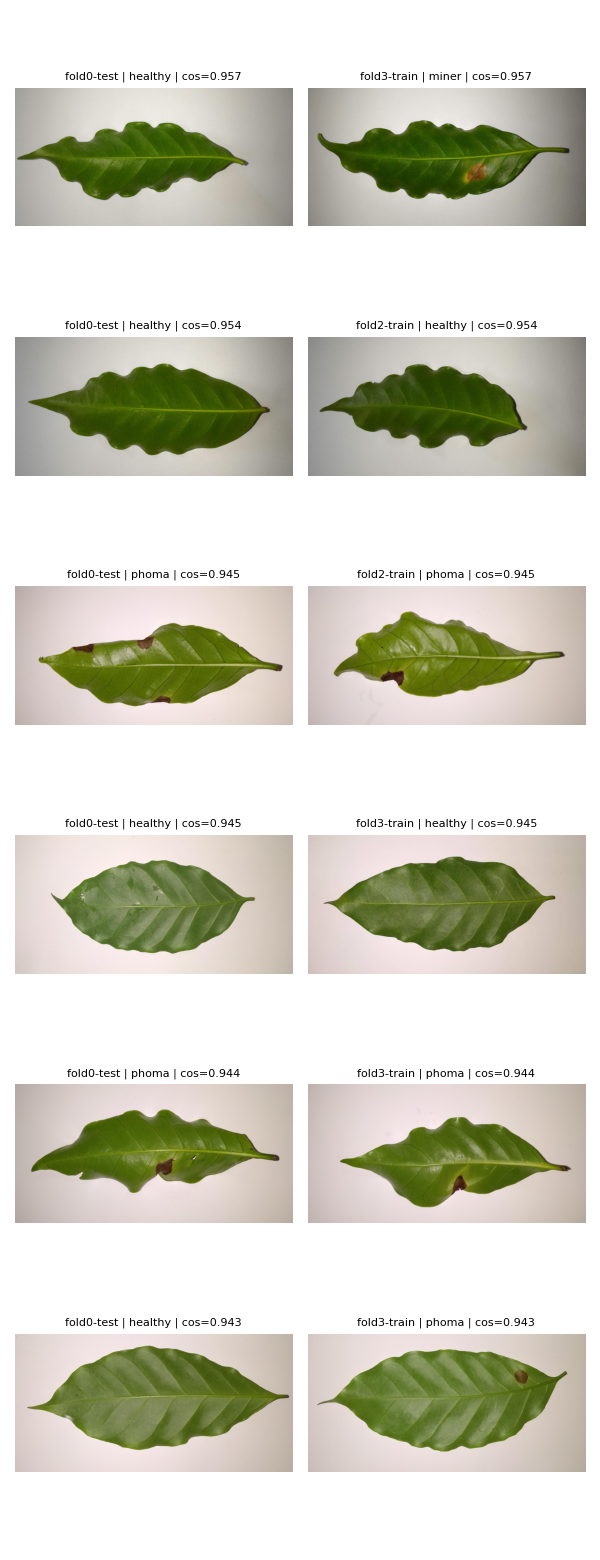 fold0-test | healthy | cos=0.957
fold3-train | miner | cos=0.957
fold0-test | healthy | cos=0.954
fold2-train | healthy | cos=0.954
fold0-test | phoma | cos=0.945
fold2-train | phoma | cos=0.945
fold0-test | healthy | cos=0.945
fold3-train | healthy | cos=0.945
fold0-test | phoma | cos=0.944
fold3-train | phoma | cos=0.944
fold0-test | healthy | cos=0.943
fold3-train | phoma | cos=0.943